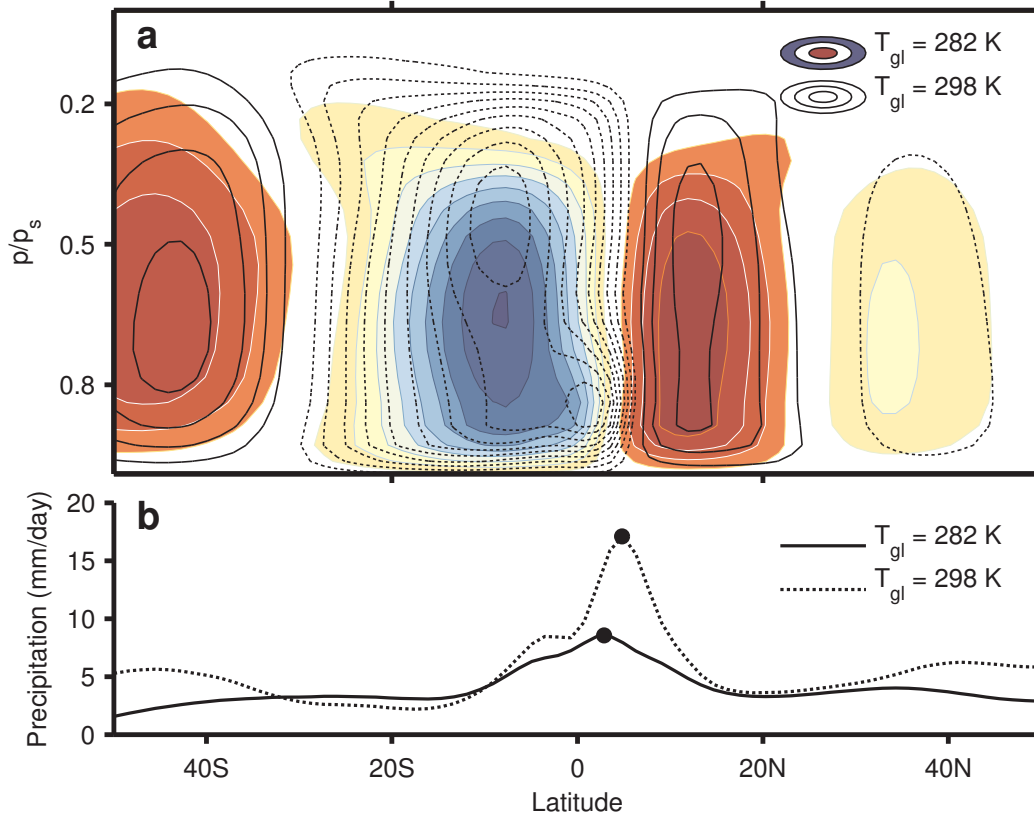 a
T_gl = 282 K
T_gl = 298 K
0.2
0.5
0.8
p/p_s
b
20
15
10
5
0
Precipitation (mm/day)
T_gl = 282 K
T_gl = 298 K
40S 20S 0 20N 40N
Latitude